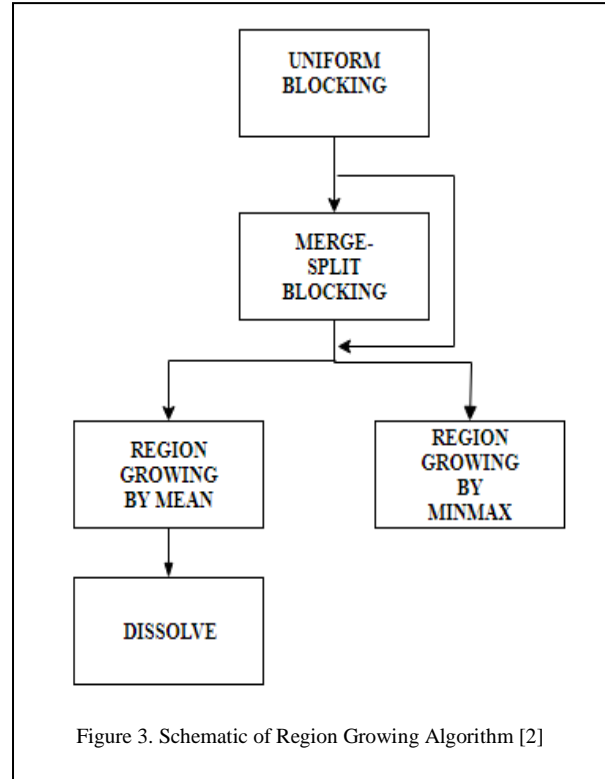 UNIFORM
BLOCKING
MERGE-
SPLIT
BLOCKING
REGION
GROWING
BY MEAN
REGION
GROWING
BY
MINMAX
DISSOLVE
Figure 3. Schematic of Region Growing Algorithm [2]